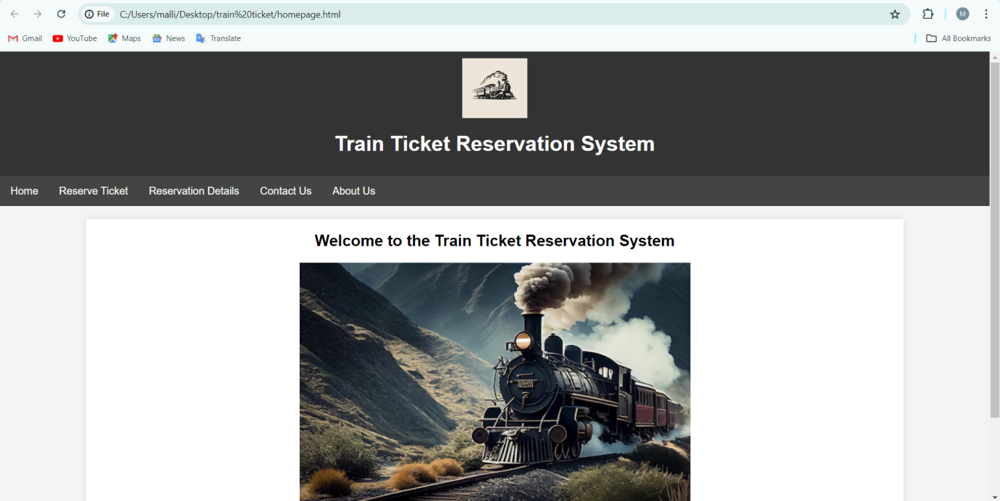 File C:/Users/malli/Desktop/train%20ticket/homepage.html M
Gmail YouTube Maps News Translate All Bookmarks
Train Ticket Reservation System
Home Reserve Ticket Reservation Details Contact Us About Us
Welcome to the Train Ticket Reservation System